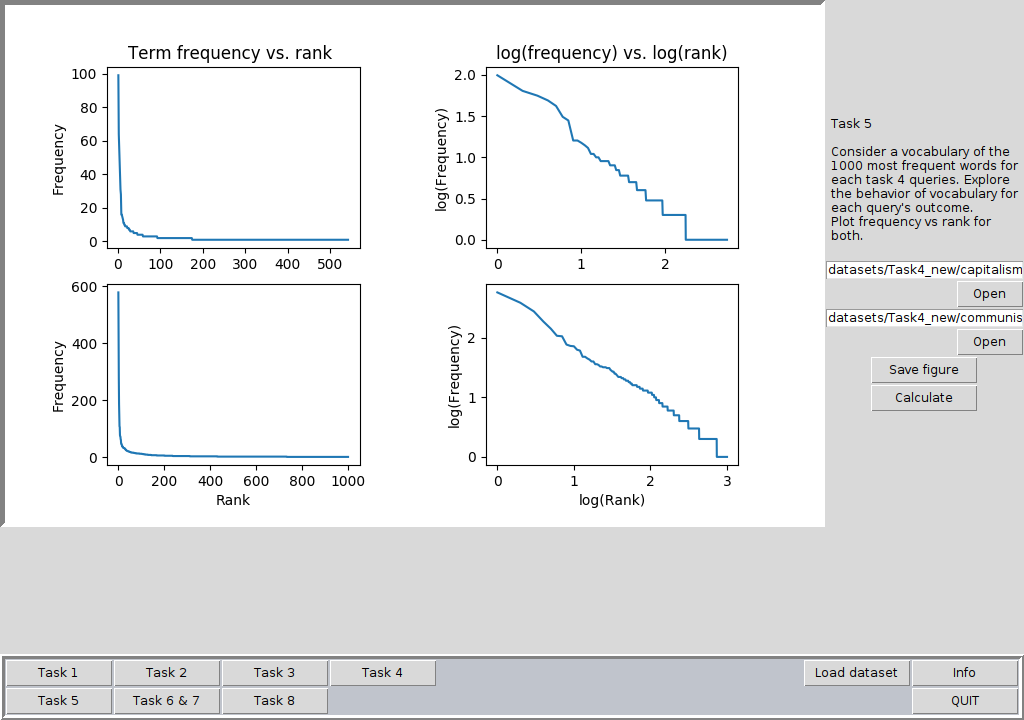 Term frequency vs. rank
log(frequency) vs. log(rank)
100
80
60
40
20
0
Frequency
0 100 200 300 400 500
2.0
1.5
1.0
0.5
0.0
log(Frequency)
0 1 2
600
400
200
0
Frequency
0 200 400 600 800 1000
Rank
2
1
0
log(Frequency)
0 1 2 3
log(Rank)
Task 5
Consider a vocabulary of the
1000 most frequent words for
each task 4 queries. Explore
the behavior of vocabulary for
each query's outcome.
Plot frequency vs rank for
both.
datasets/Task4_new/capitalism
Open
datasets/Task4_new/communis
Open
Save figure
Calculate
Task 1 Task 2 Task 3 Task 4 Load dataset Info
Task 5 Task 6 & 7 Task 8 QUIT